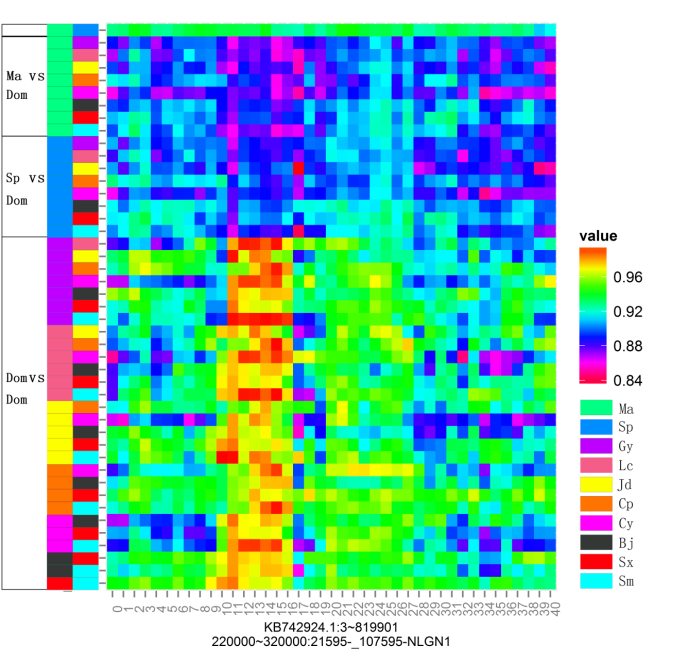 Ma vs
Dom
Sp vs
Dom
Dom vs
Dom
0 1 2 3 4 5 6 7 8 9 10 11 12 13 14 15 16 17 18 19 20 21 22 23 24 25 26 27 28 29 30 31 32 33 34 35 36 37 38 39 40
KB742924.1:3~819901
220000~320000:21595-_107595-NLGN1
value
0.96
0.92
0.88
0.84
Ma
Sp
Gy
Lc
Jd
Cp
Cy
Bj
Sx
Sm